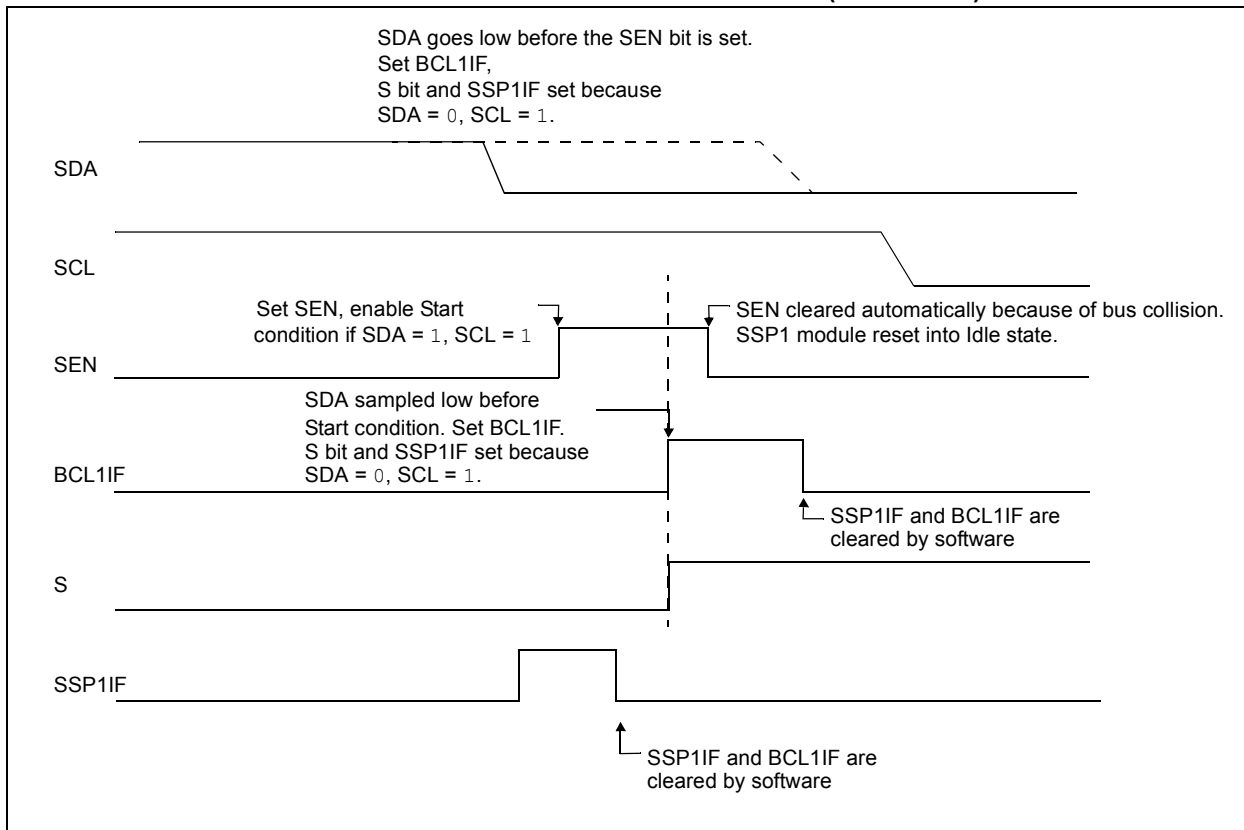 SDA goes low before the SEN bit is set.
Set BCL1IF,
S bit and SSP1IF set because
SDA = 0, SCL = 1.
SDA
SCL
Set SEN, enable Start
condition if SDA = 1, SCL = 1
SEN cleared automatically because of bus collision.
SSP1 module reset into Idle state.
SEN
SDA sampled low before
Start condition. Set BCL1IF.
S bit and SSP1IF set because
SDA = 0, SCL = 1.
BCL1IF
SSP1IF and BCL1IF are
cleared by software
S
SSP1IF
SSP1IF and BCL1IF are
cleared by software